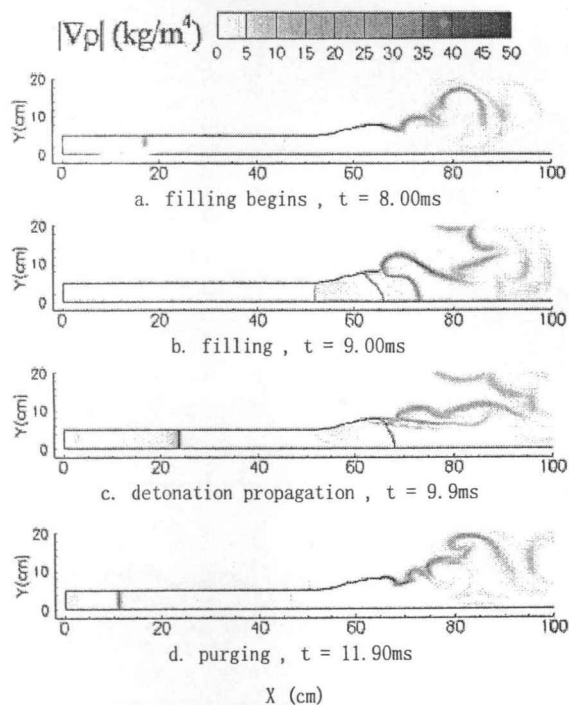 |∇ρ| (kg/m⁴)
0 5 10 15 20 25 30 35 40 45 50
20
10
0
Y(cm)
0 20 40 60 80 100
a. filling begins , t = 8.00ms
20
10
0
Y(cm)
0 20 40 60 80 100
b. filling , t = 9.00ms
20
10
0
Y(cm)
0 20 40 60 80 100
c. detonation propagation , t = 9.9ms
20
10
0
Y(cm)
0 20 40 60 80 100
d. purging , t = 11.90ms
X (cm)